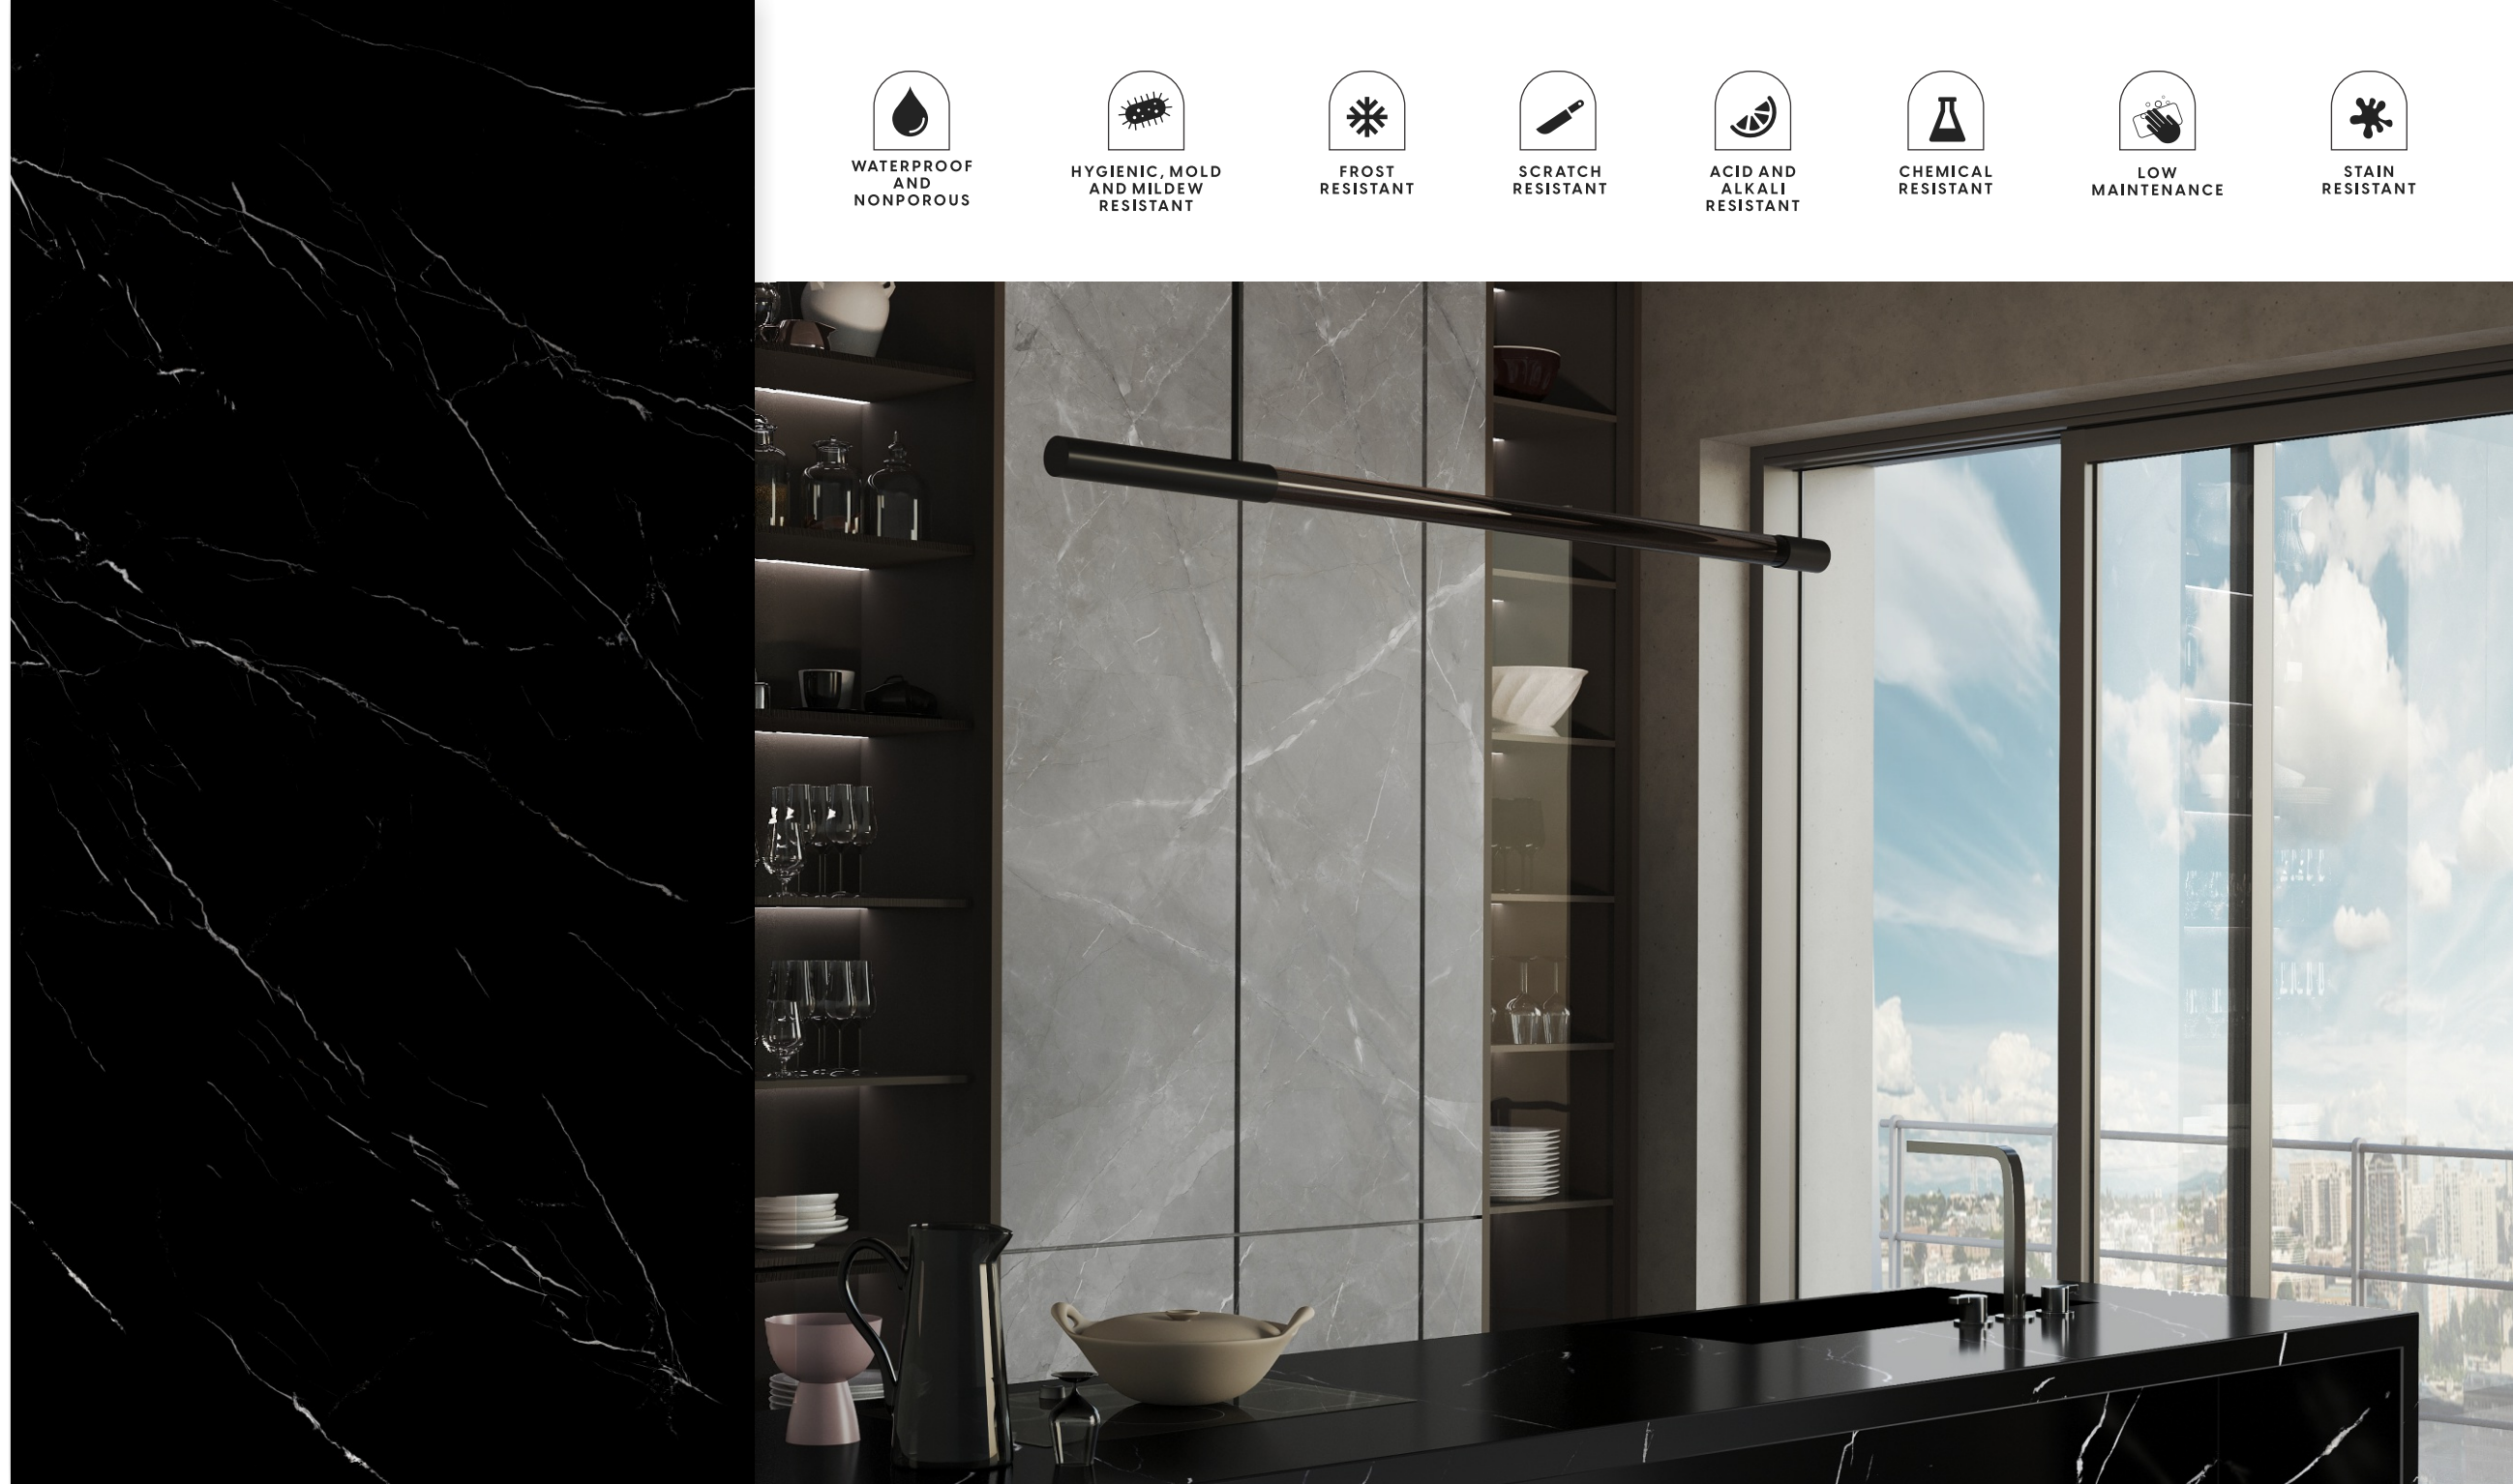 WATERPROOF
AND
NONPOROUS
HYGIENIC, MOLD
AND MILDEW
RESISTANT
FROST
RESISTANT
SCRATCH
RESISTANT
ACID AND
ALKALI
RESISTANT
CHEMICAL
RESISTANT
LOW
MAINTENANCE
STAIN
RESISTANT